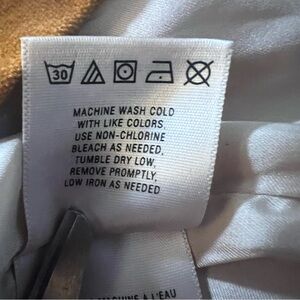 30
MACHINE WASH COLD
WITH LIKE COLORS.
USE NON-CHLORINE
BLEACH AS NEEDED.
TUMBLE DRY LOW.
REMOVE PROMPTLY.
LOW IRON AS NEEDED
MACHINE À L'EAU